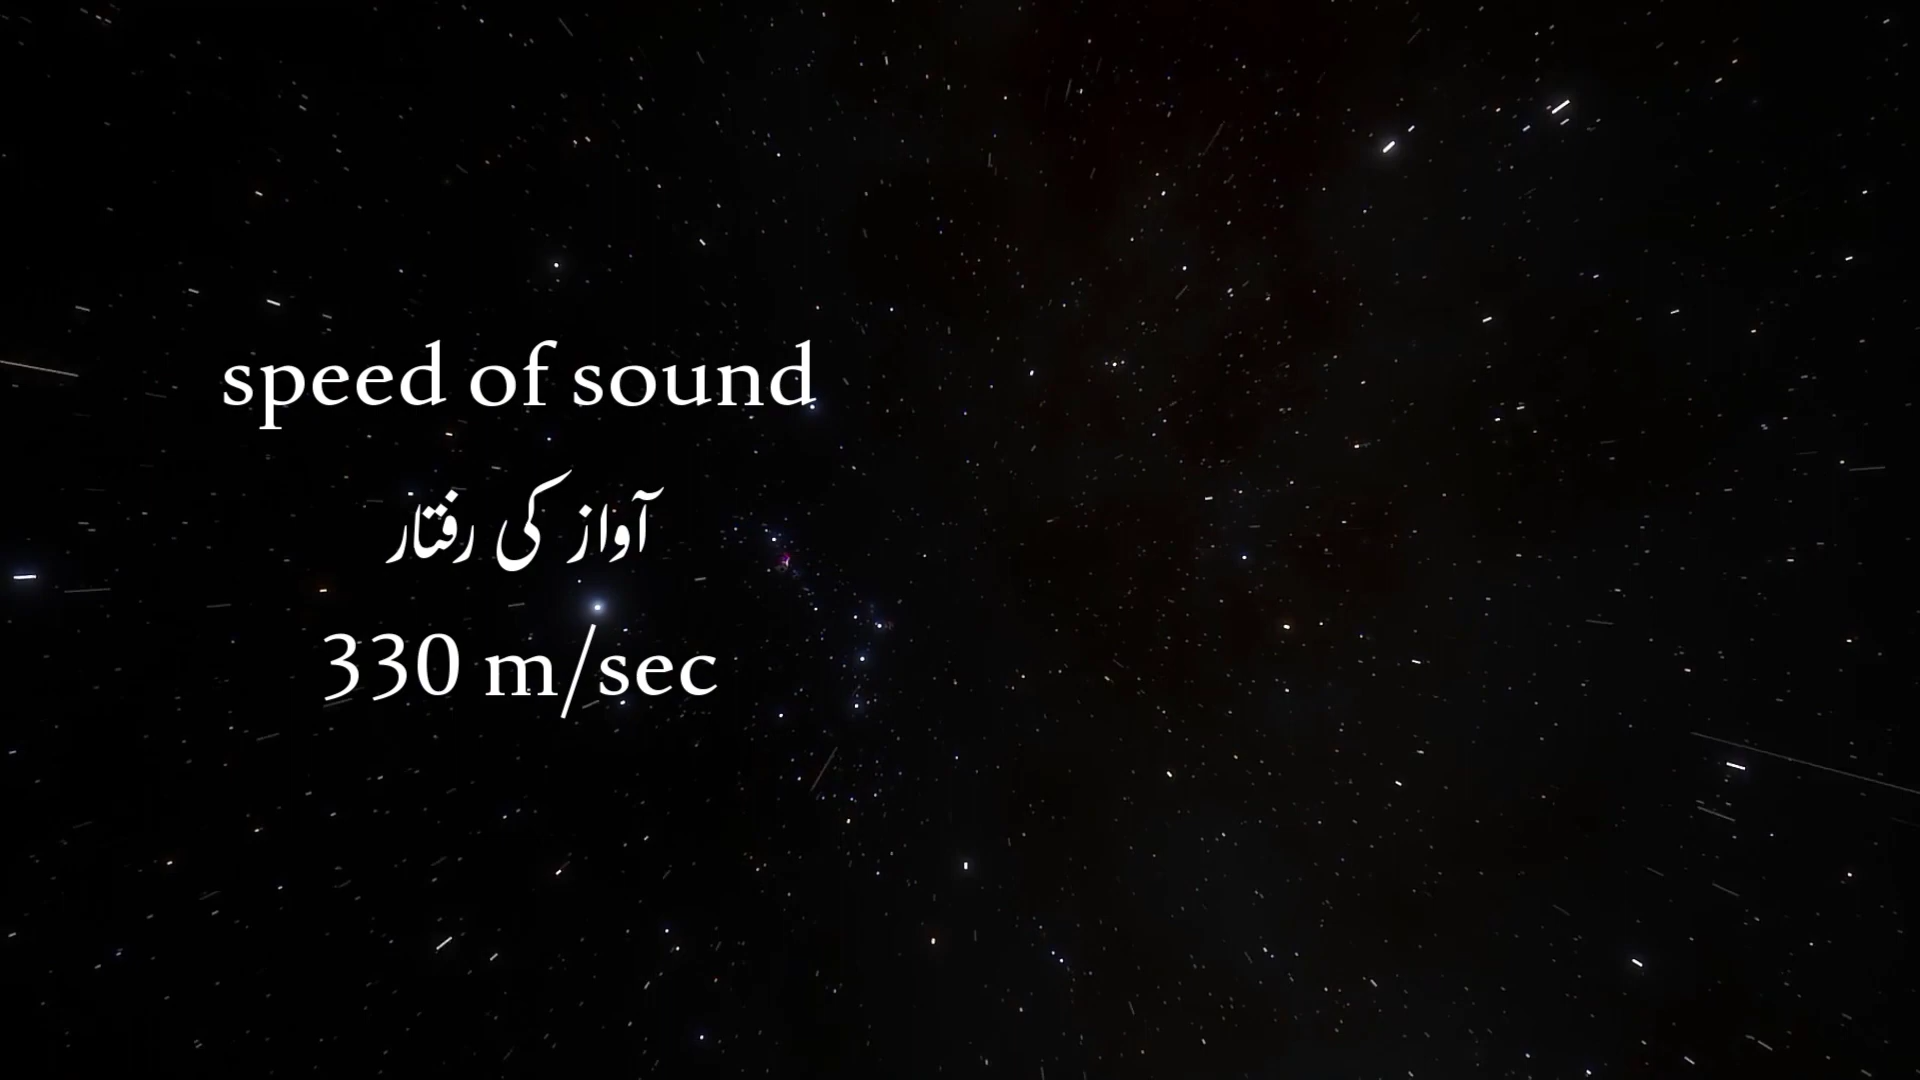 speed of sound
آواز کی رفتار
330 m/sec